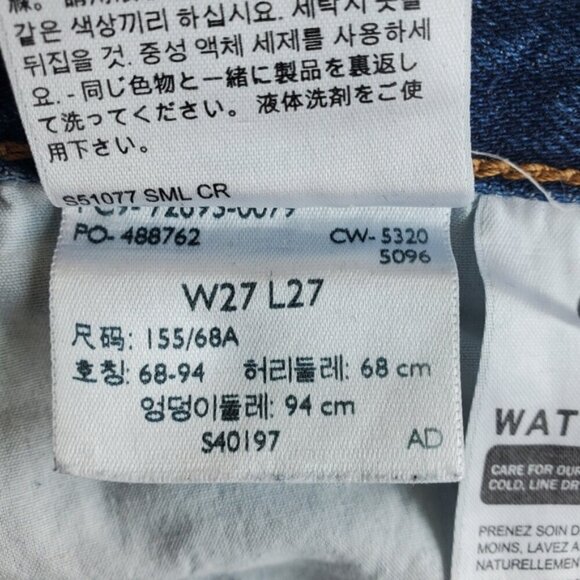 같은 색상끼리 하십시요. 세탁시 옷을
뒤집을 것. 중성 액체 세제를 사용하세
요. - 同じ色物と一緒に製品を裏返し
て洗ってください。 液体洗剤をご使
用下さい。
S51077 SML CR
PO- 488762 CW- 5320
5096
W27 L27
尺码: 155/68A
호칭: 68-94 허리둘레: 68 cm
엉덩이둘레: 94 cm
S40197 AD
WAT
CARE FOR OUR
COLD, LINE DR
PRENEZ SOIN D
MOINS, LAVEZ A
NATURELLEMEN